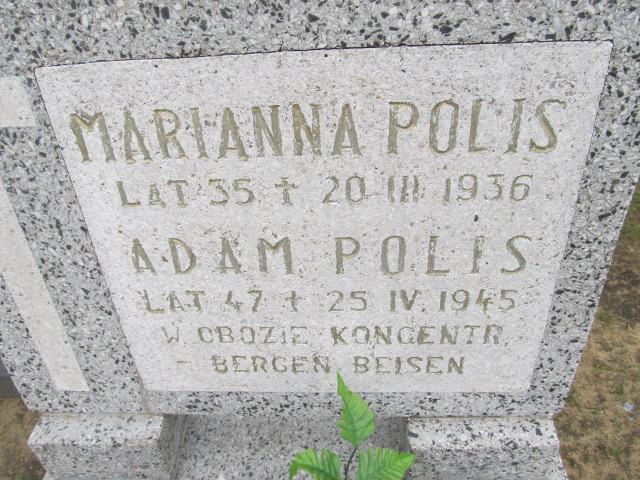 MARIANNA POLIS
LAT 35 † 20 III 1936
ADAM POLIS
LAT 47 † 25 IV. 1945
W OBOZIE KONCENTR.
- BERGEN BEISEN